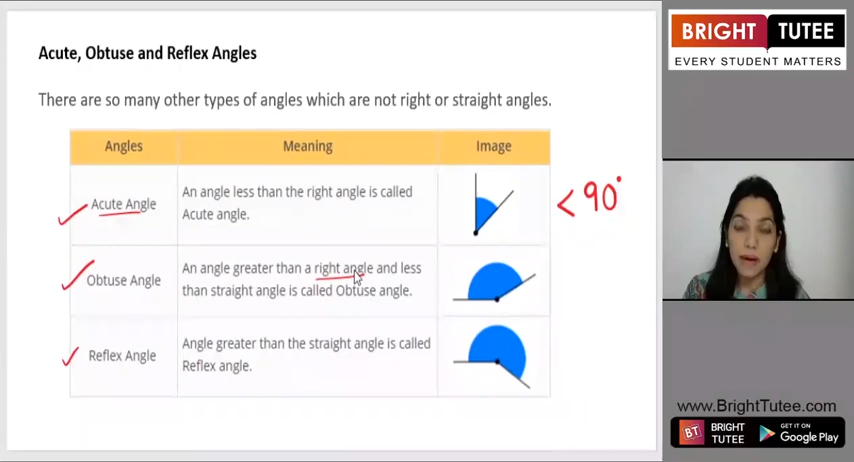 Acute, Obtuse and Reflex Angles
There are so many other types of angles which are not right or straight angles.
Angles
Meaning
Image
Acute Angle
An angle less than the right angle is called
Acute angle.
< 90°
Obtuse Angle
An angle greater than a right angle and less
than straight angle is called Obtuse angle.
Reflex Angle
Angle greater than the straight angle is called
Reflex angle.
BRIGHT TUTEE
EVERY STUDENT MATTERS
www.BrightTutee.com
BT
BRIGHT
TUTEE
GET IT ON
Google Play